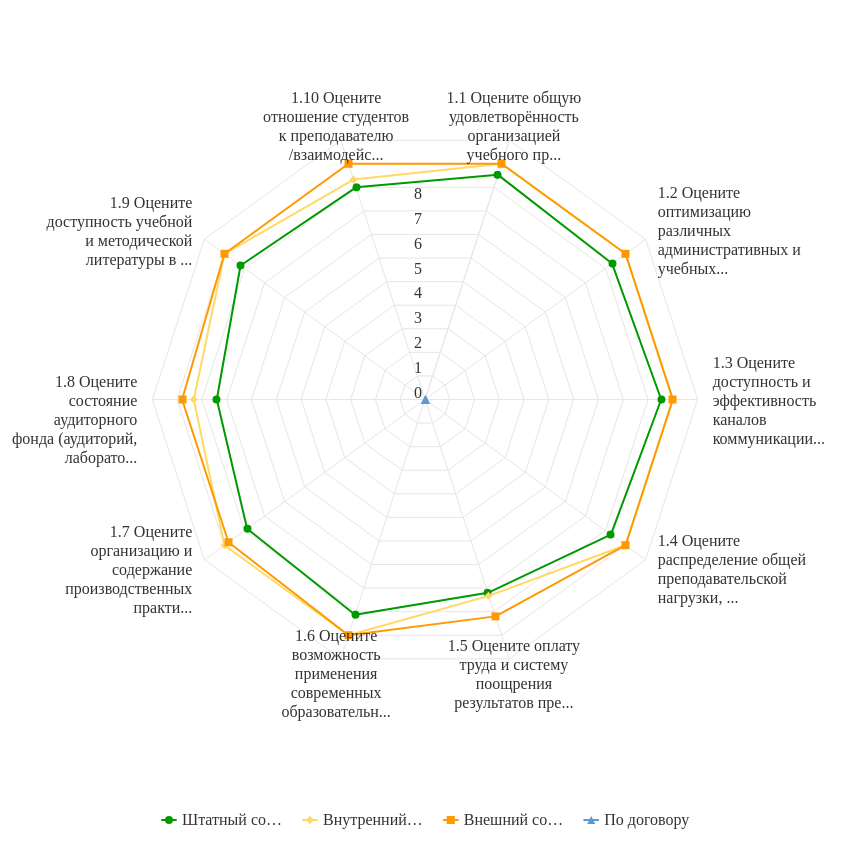 1.10 Оцените
отношение студентов
к преподавателю
/взаимодейс...
1.1 Оцените общую
удовлетворённость
организацией
учебного пр...
1.2 Оцените
оптимизацию
различных
административных и
учебных...
1.3 Оцените
доступность и
эффективность
каналов
коммуникации...
1.4 Оцените
распределение общей
преподавательской
нагрузки, ...
1.5 Оцените оплату
труда и систему
поощрения
результатов пре...
1.6 Оцените
возможность
применения
современных
образовательн...
1.7 Оцените
организацию и
содержание
производственных
практи...
1.8 Оцените
состояние
аудиторного
фонда (аудиторий,
лаборато...
1.9 Оцените
доступность учебной
и методической
литературы в ...
8
7
6
5
4
3
2
1
0
Штатный со… Внутренний… Внешний со… По договору